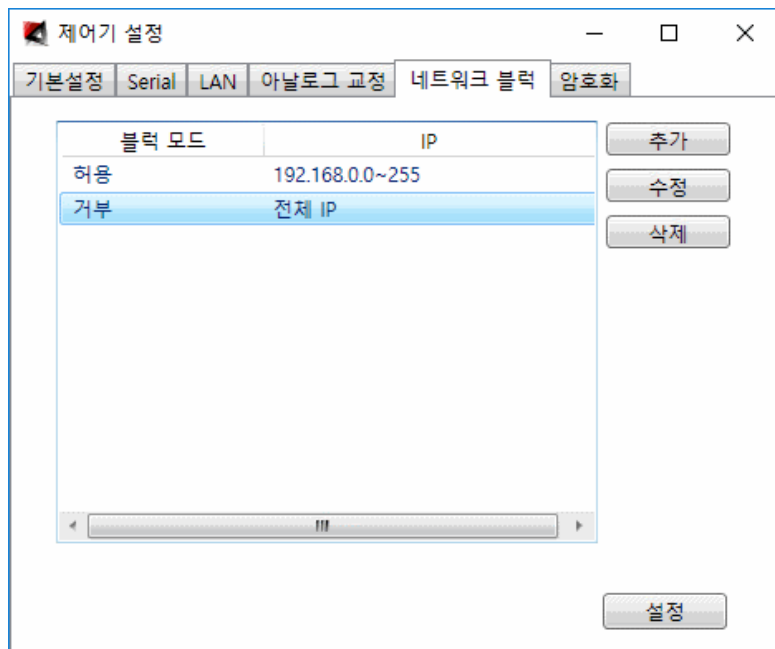 제어기 설정
기본설정 Serial LAN 아날로그 교정 네트워크 블럭 암호화
블럭 모드 IP 추가
허용 192.168.0.0~255 수정
거부 전체 IP 삭제
설정